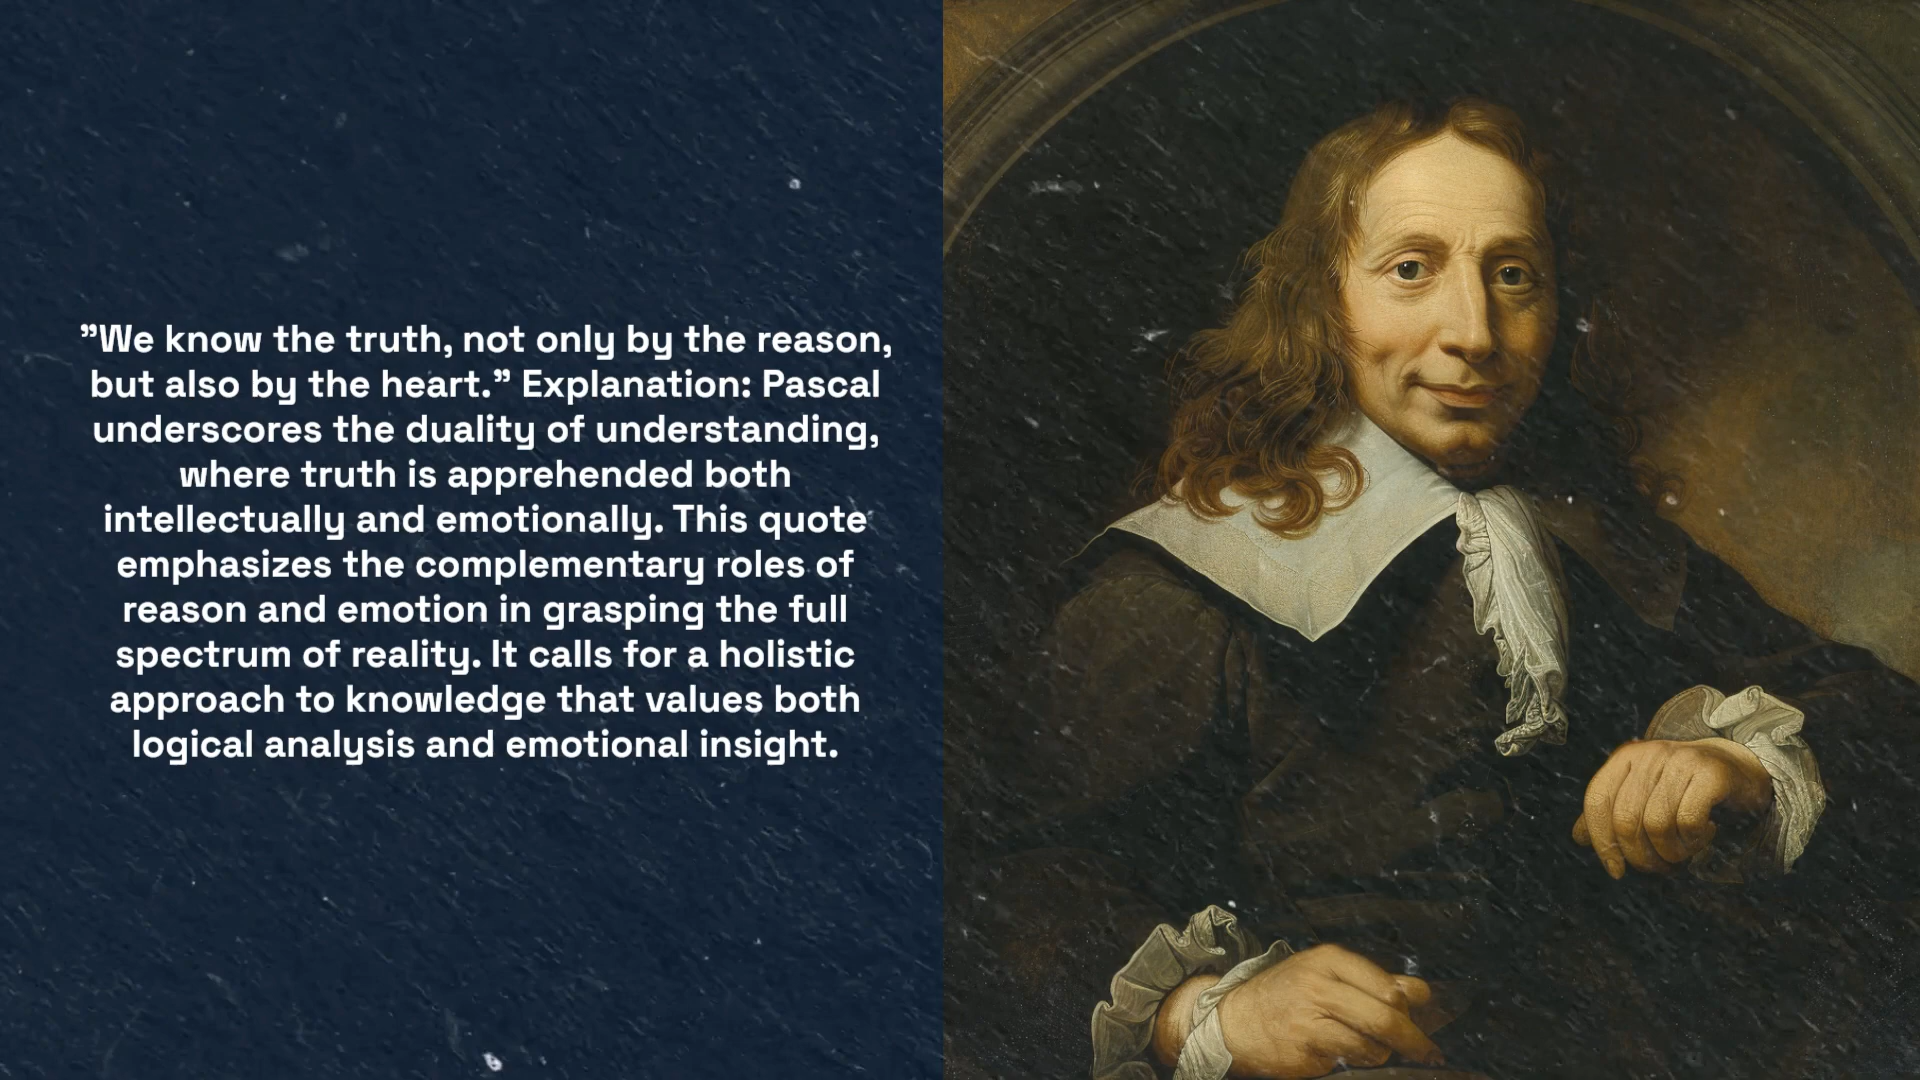 ”We know the truth, not only by the reason,
but also by the heart.” Explanation: Pascal
underscores the duality of understanding,
where truth is apprehended both
intellectually and emotionally. This quote
emphasizes the complementary roles of
reason and emotion in grasping the full
spectrum of reality. It calls for a holistic
approach to knowledge that values both
logical analysis and emotional insight.